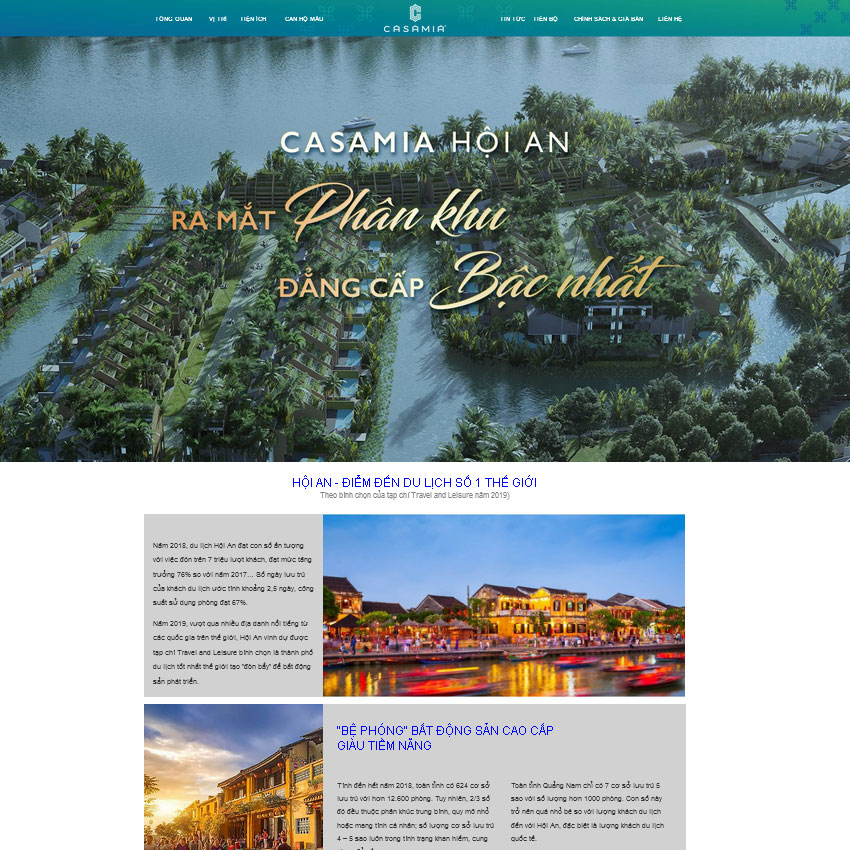 TỔNG QUAN VỊ TRÍ TIỆN ÍCH CĂN HỘ MẪU CASAMIA TIN TỨC TIẾN ĐỘ CHÍNH SÁCH & GIÁ BÁN LIÊN HỆ
CASAMIA HỘI AN
RA MẮT Phân khu
ĐẲNG CẤP Bậc nhất
HỘI AN - ĐIỂM ĐẾN DU LỊCH SỐ 1 THẾ GIỚI
Theo bình chọn của tạp chí Travel and Leisure năm 2019)
Năm 2018, du lịch Hội An đạt con số ấn tượng
với việc đón trên 7 triệu lượt khách, đạt mức tăng
trưởng 76% so với năm 2017... Số ngày lưu trú
của khách du lịch ước tính khoảng 2,5 ngày, công
suất sử dụng phòng đạt 67%.
Năm 2019, vượt qua nhiều địa danh nổi tiếng từ
các quốc gia trên thế giới, Hội An vinh dự được
tạp chí Travel and Leisure bình chọn là thành phố
du lịch tốt nhất thế giới tạo "đòn bẩy" để bất động
sản phát triển.
"BỆ PHÓNG" BẤT ĐỘNG SẢN CAO CẤP
GIÀU TIỀM NĂNG
Tính đến hết năm 2018, toàn tỉnh có 624 cơ sở
lưu trú với hơn 12.600 phòng. Tuy nhiên, 2/3 số
đó đều thuộc phân khúc trung bình, quy mô nhỏ
hoặc mang tính cá nhân; số lượng cơ sở lưu trú
4 – 5 sao luôn trong tình trạng khan hiếm, cung
Toàn tỉnh Quảng Nam chỉ có 7 cơ sở lưu trú 5
sao với số lượng hơn 1000 phòng. Con số này
trở nên quá nhỏ bé so với lượng khách du lịch
đến với Hội An, đặc biệt là lượng khách du lịch
quốc tế.